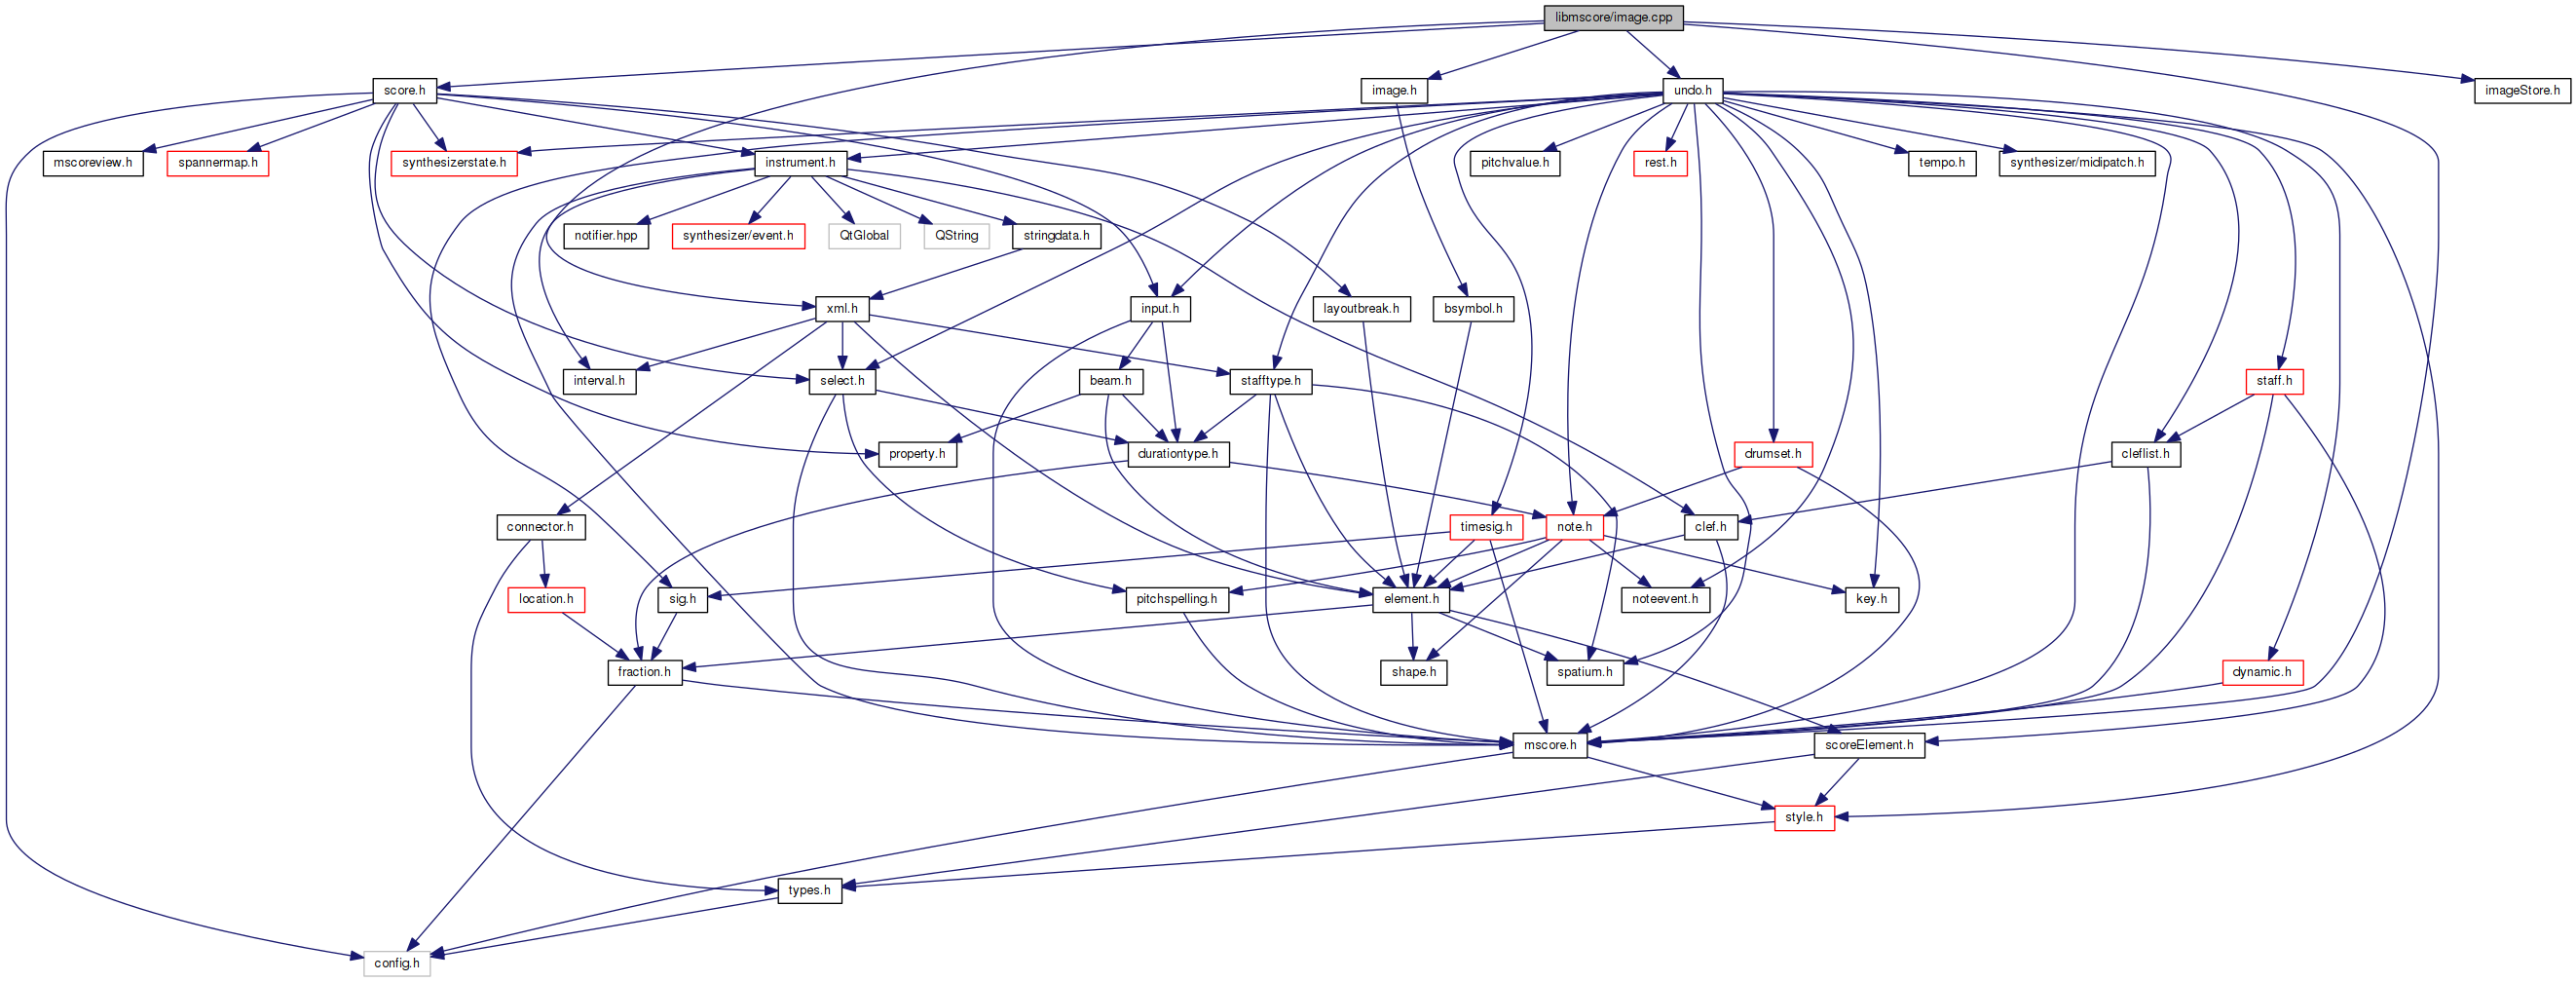 libmscore/image.cpp
score.h
image.h
undo.h
imageStore.h
mscoreview.h
spannermap.h
synthesizerstate.h
instrument.h
pitchvalue.h
rest.h
tempo.h
synthesizer/midipatch.h
notifier.hpp
synthesizer/event.h
QtGlobal
QString
stringdata.h
xml.h
input.h
layoutbreak.h
bsymbol.h
interval.h
select.h
beam.h
stafftype.h
staff.h
property.h
durationtype.h
drumset.h
cleflist.h
connector.h
timesig.h
note.h
clef.h
location.h
sig.h
pitchspelling.h
element.h
noteevent.h
key.h
fraction.h
shape.h
spatium.h
dynamic.h
mscore.h
scoreElement.h
style.h
types.h
config.h